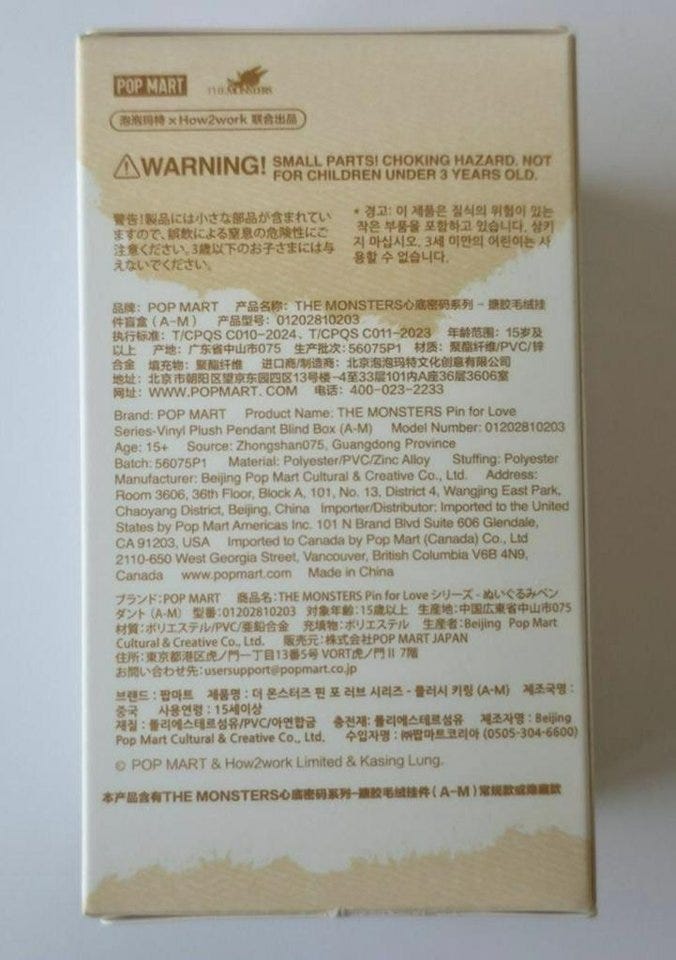 POP MART THE MONSTERS
泡泡玛特 x How2work 联合出品
WARNING! SMALL PARTS! CHOKING HAZARD. NOT
FOR CHILDREN UNDER 3 YEARS OLD.
警告!製品には小さな部品が含まれてい
ますので、誤飲による窒息の危険性にご
注意ください。3歳以下のお子さまには与
えないでください。
* 경고: 이 제품은 질식의 위험이 있는
작은 부품을 포함하고 있습니다. 삼키
지 마십시오. 3세 미만의 어린이는 사
용할 수 없습니다.
品牌: POP MART 产品名称: THE MONSTERS心底密码系列 - 搪胶毛绒挂
件盲盒 (A-M) 产品型号: 01202810203
执行标准: T/CPQS C010-2024、T/CPQS C011-2023 年龄范围: 15岁及
以上 产地: 广东省中山市075 生产批次: 56075P1 材质: 聚酯纤维/PVC/锌
合金 填充物: 聚酯纤维 进口商/制造商: 北京泡泡玛特文化创意有限公司
地址: 北京市朝阳区望京东园四区13号楼-4至33层101内A座36层3606室
网址: WWW.POPMART.COM 电话: 400-023-2233
Brand: POP MART Product Name: THE MONSTERS Pin for Love
Series-Vinyl Plush Pendant Blind Box (A-M) Model Number: 01202810203
Age: 15+ Source: Zhongshan075, Guangdong Province
Batch: 56075P1 Material: Polyester/PVC/Zinc Alloy Stuffing: Polyester
Manufacturer: Beijing Pop Mart Cultural & Creative Co., Ltd. Address:
Room 3606, 36th Floor, Block A, 101, No. 13, District 4, Wangjing East Park,
Chaoyang District, Beijing, China Importer/Distributor: Imported to the United
States by Pop Mart Americas Inc. 101 N Brand Blvd Suite 606 Glendale,
CA 91203, USA Imported to Canada by Pop Mart (Canada) Co., Ltd
2110-650 West Georgia Street, Vancouver, British Columbia V6B 4N9,
Canada www.popmart.com Made in China
ブランド:POP MART 商品名:THE MONSTERS Pin for Love シリーズ - ぬいぐるみペン
ダント (A-M) 型番:01202810203 対象年齢:15歳以上 生産地:中国広東省中山市075
材質:ポリエステル/PVC/亜鉛合金 充填物:ポリエステル 生産者:Beijing Pop Mart
Cultural & Creative Co., Ltd. 販売元:株式会社POP MART JAPAN
住所:東京都港区虎ノ門一丁目13番5号 VORT虎ノ門Ⅱ 7階
お問い合わせ先:usersupport@popmart.co.jp
브랜드 : 팝마트 제품명 : 더 몬스터즈 핀 포 러브 시리즈 - 플러시 키링 (A-M) 제조국명 :
중국 사용연령 : 15세이상
재질 : 폴리에스테르섬유/PVC/아연합금 충전재: 폴리에스테르섬유 제조자명 : Beijing
Pop Mart Cultural & Creative Co., Ltd. 수입자명 : ㈜팝마트코리아 (0505-304-6600)
© POP MART & How2work Limited & Kasing Lung.
本产品含有THE MONSTERS心底密码系列-搪胶毛绒挂件 ( A-M ) 常规款或隐藏款